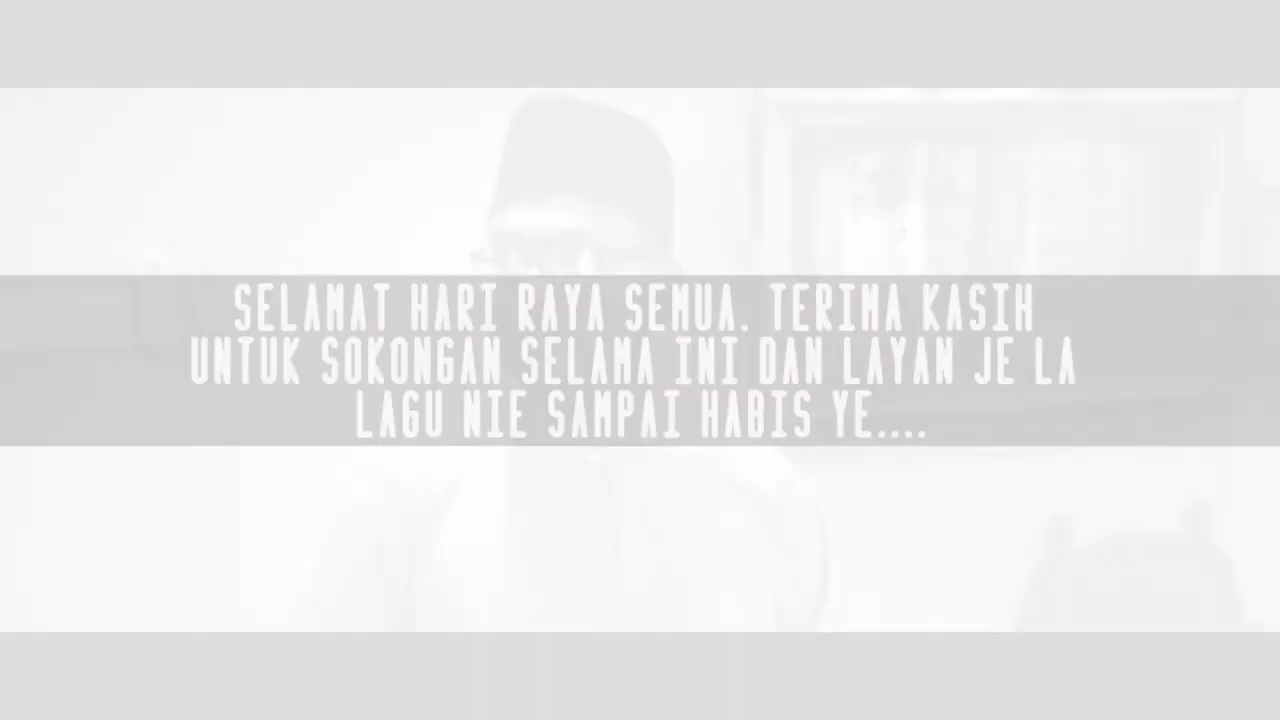 SELAMAT HARI RAYA SEMUA. TERIMA KASIH
UNTUK SOKONGAN SELAMA INI DAN LAYAN JE LA
LAGU NIE SAMPAI HABIS YE....